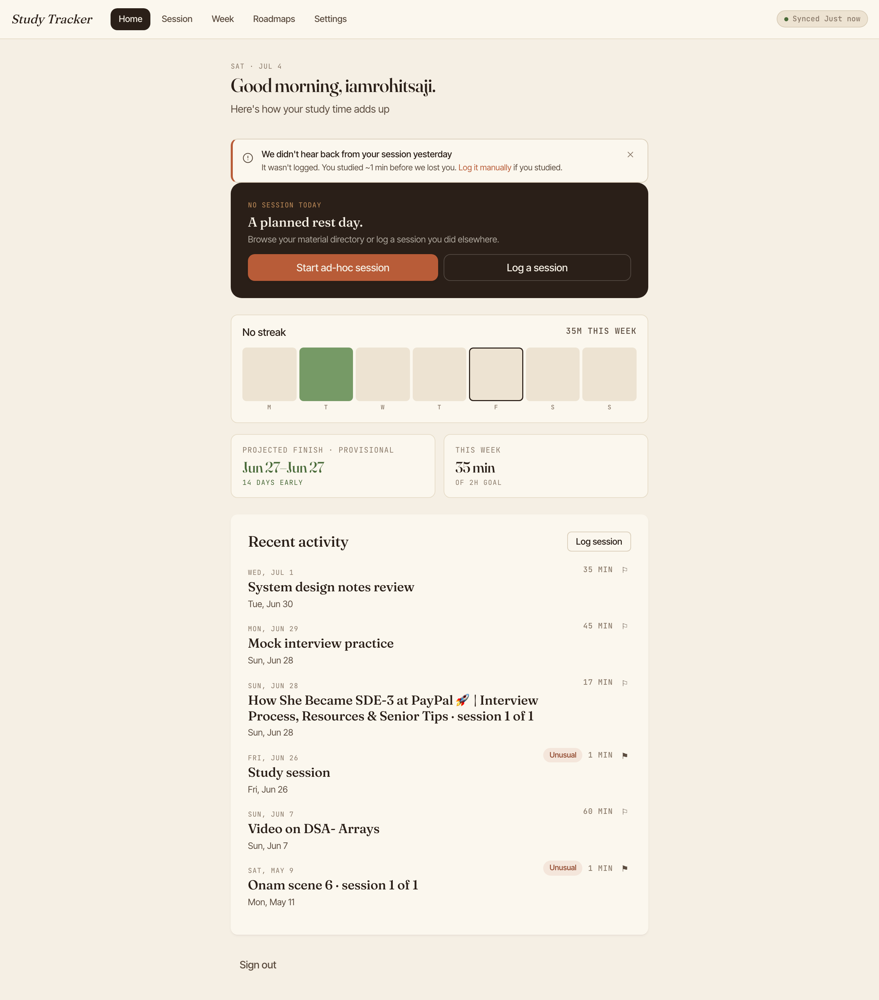 Study Tracker
Home
Session
Week
Roadmaps
Settings
Synced Just now
SAT · JUL 4
Good morning, iamrohitsaji.
Here's how your study time adds up
We didn't hear back from your session yesterday
It wasn't logged. You studied ~1 min before we lost you. Log it manually if you studied.
NO SESSION TODAY
A planned rest day.
Browse your material directory or log a session you did elsewhere.
Start ad-hoc session
Log a session
No streak
35M THIS WEEK
M
T
W
T
F
S
S
PROJECTED FINISH · PROVISIONAL
Jun 27–Jun 27
14 DAYS EARLY
THIS WEEK
35 min
OF 2H GOAL
Recent activity
Log session
WED, JUL 1
35 MIN
System design notes review
Tue, Jun 30
MON, JUN 29
45 MIN
Mock interview practice
Sun, Jun 28
SUN, JUN 28
17 MIN
How She Became SDE-3 at PayPal 🚀 | Interview
Process, Resources & Senior Tips · session 1 of 1
Sun, Jun 28
FRI, JUN 26
Unusual
1 MIN
Study session
Fri, Jun 26
SUN, JUN 7
60 MIN
Video on DSA- Arrays
Sun, Jun 7
SAT, MAY 9
Unusual
1 MIN
Onam scene 6 · session 1 of 1
Mon, May 11
Sign out